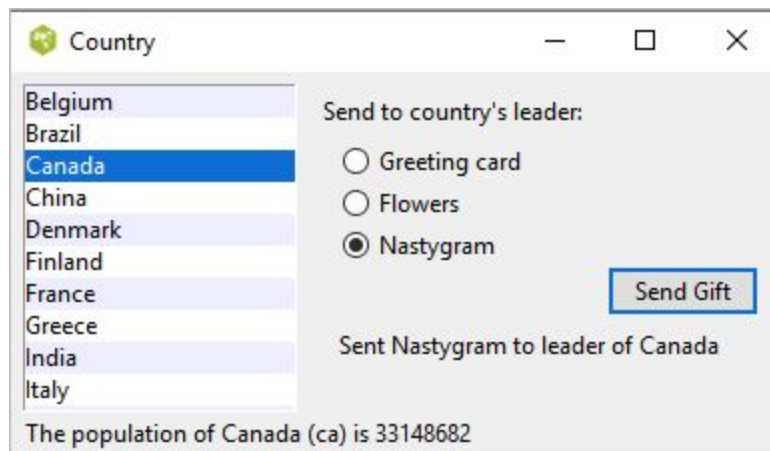 Country
Belgium
Brazil
Canada
China
Denmark
Finland
France
Greece
India
Italy
Send to country's leader:
Greeting card
Flowers
Nastygram
Send Gift
Sent Nastygram to leader of Canada
The population of Canada (ca) is 33148682